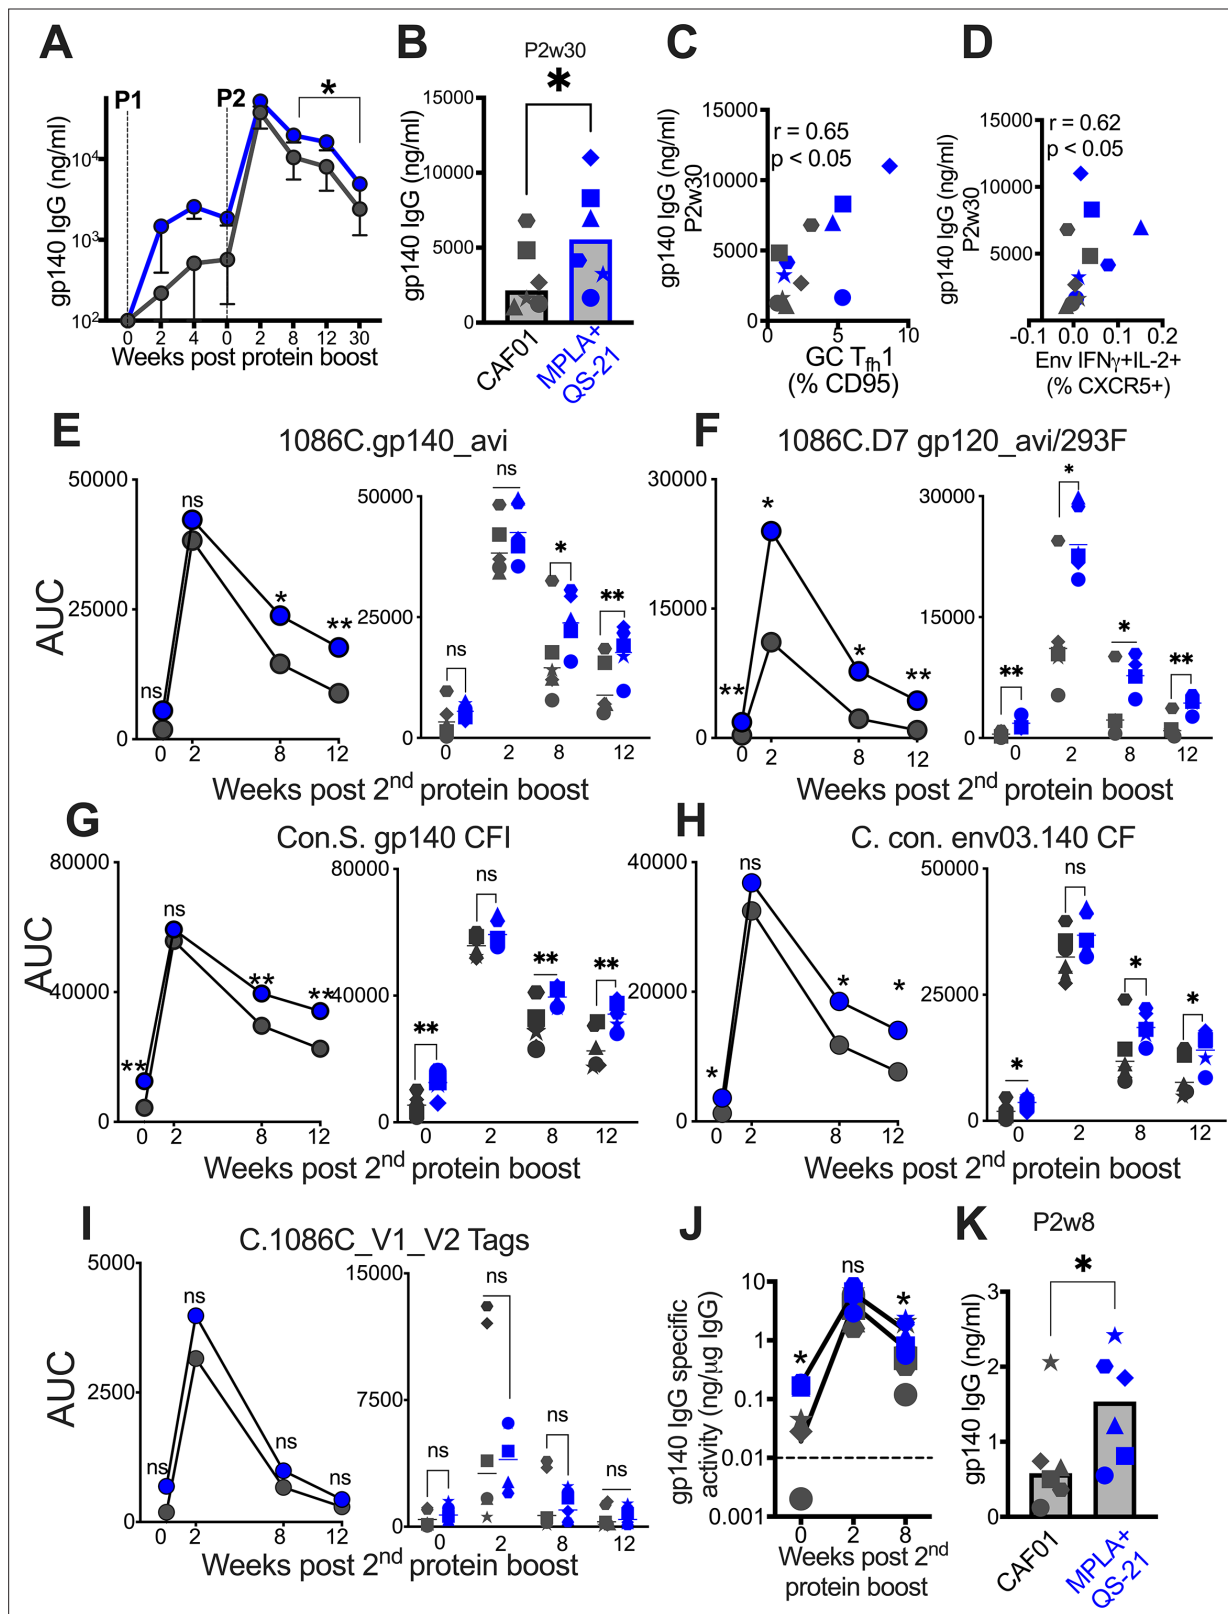 A
P1
P2
*
gp140 IgG (ng/ml)
10⁴
10³
10²
0 2 4 0 2 8 12 30
Weeks post protein boost
B
P2w30
*
gp140 IgG (ng/ml)
15000
10000
5000
0
CAF01
MPLA+
QS-21
C
r = 0.65
p < 0.05
gp140 IgG (ng/ml)
P2w30
15000
10000
5000
0
0 5 10
GC Tfh1
(% CD95)
D
r = 0.62
p < 0.05
gp140 IgG (ng/ml)
P2w30
15000
10000
5000
0
-0.1 0.0 0.1 0.2
Env IFNγ+IL-2+
(% CXCR5+)
E
1086C.gp140_avi
AUC
50000
25000
0
ns
ns
*
**
0 2 8 12
50000
25000
0
ns
ns
*
**
0 2 8 12
Weeks post 2nd protein boost
F
1086C.D7 gp120_avi/293F
30000
15000
0
**
*
*
**
0 2 8 12
30000
15000
0
**
*
*
**
0 2 8 12
Weeks post 2nd protein boost
G
Con.S. gp140 CFI
AUC
80000
40000
0
**
ns
**
**
0 2 8 12
80000
40000
0
**
ns
**
**
0 2 8 12
Weeks post 2nd protein boost
H
C. con. env03.140 CF
40000
20000
0
*
ns
*
*
0 2 8 12
50000
25000
0
*
ns
*
*
0 2 8 12
Weeks post 2nd protein boost
I
C.1086C_V1_V2 Tags
AUC
5000
2500
0
ns
ns
ns
ns
0 2 8 12
15000
7500
0
ns
ns
ns
ns
0 2 8 12
Weeks post 2nd protein boost
J
gp140 IgG specific
activity (ng/μg IgG)
10
1
0.1
0.01
0.001
*
ns
*
0 2 8
Weeks post 2nd
protein boost
K
P2w8
*
gp140 IgG (ng/ml)
3
2
1
0
CAF01
MPLA+
QS-21